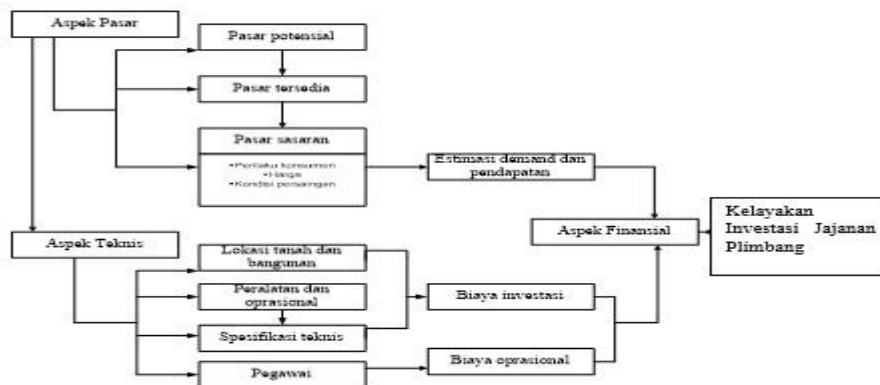 Aspek Pasar
Pasar potensial
Pasar tersedia
Pasar sasaran
•Perilaku konsumen
•Harga
•Kondisi persaingan
Estimasi demand dan
pendapatan
Aspek Finansial
Kelayakan
Investasi Jajanan
Plimbang
Aspek Teknis
Lokasi tanah dan
bangunan
Peralatan dan
oprasional
Spesifikasi teknis
Pegawai
Biaya investasi
Biaya oprasional